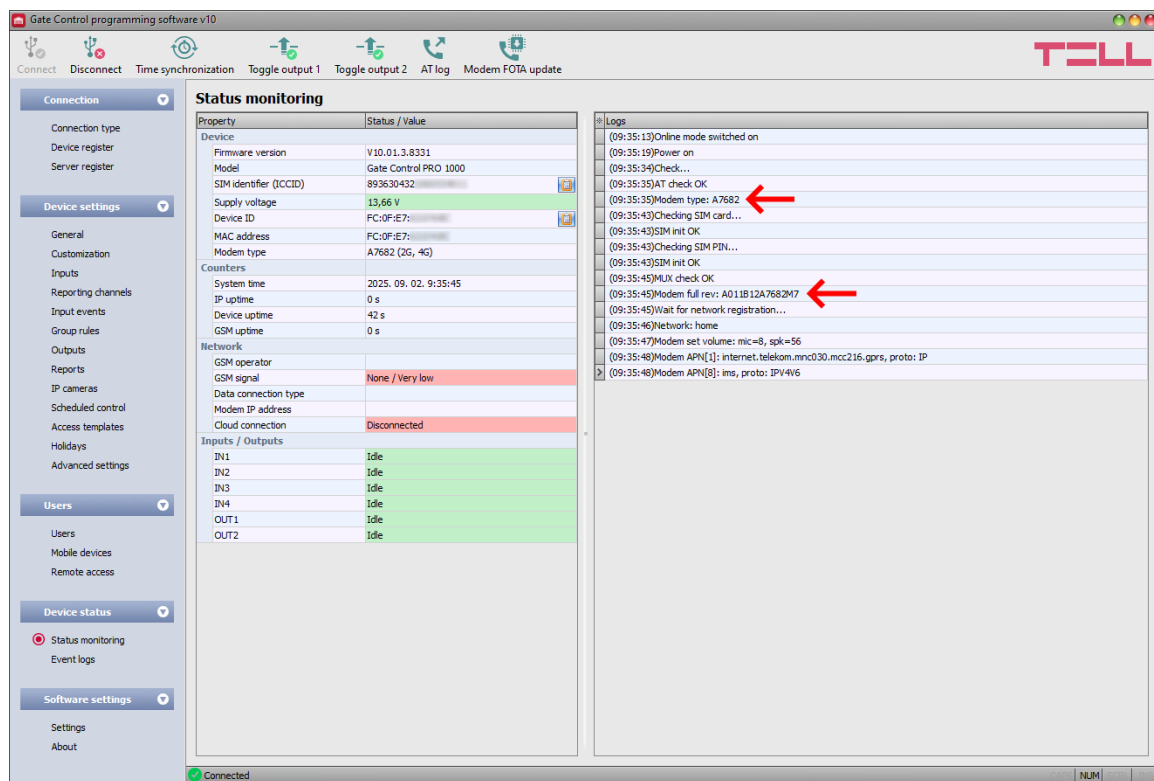 Gate Control programming software v10
Connect Disconnect Time synchronization Toggle output 1 Toggle output 2 AT log Modem FOTA update
TELL
Connection
Connection type
Device register
Server register
Device settings
General
Customization
Inputs
Reporting channels
Input events
Group rules
Outputs
Reports
IP cameras
Scheduled control
Access templates
Holidays
Advanced settings
Users
Users
Mobile devices
Remote access
Device status
Status monitoring
Event logs
Software settings
Settings
About
Status monitoring
Property Status / Value
Device
Firmware version V10.01.3.8331
Model Gate Control PRO 1000
SIM identifier (ICCID) 893630432
Supply voltage 13,66 V
Device ID FC:0F:E7:
MAC address FC:0F:E7:
Modem type A7682 (2G, 4G)
Counters
System time 2025. 09. 02. 9:35:45
IP uptime 0 s
Device uptime 42 s
GSM uptime 0 s
Network
GSM operator
GSM signal None / Very low
Data connection type
Modem IP address
Cloud connection Disconnected
Inputs / Outputs
IN1 Idle
IN2 Idle
IN3 Idle
IN4 Idle
OUT1 Idle
OUT2 Idle
Logs
(09:35:13)Online mode switched on
(09:35:19)Power on
(09:35:34)Check...
(09:35:35)AT check OK
(09:35:35)Modem type: A7682
(09:35:43)Checking SIM card...
(09:35:43)SIM init OK
(09:35:43)Checking SIM PIN...
(09:35:43)SIM init OK
(09:35:45)MUX check OK
(09:35:45)Modem full rev: A011B12A7682M7
(09:35:45)Wait for network registration...
(09:35:46)Network: home
(09:35:47)Modem set volume: mic=8, spk=56
(09:35:48)Modem APN[1]: internet.telekom.mnc030.mcc216.gprs, proto: IP
(09:35:48)Modem APN[8]: ims, proto: IPV4V6
Connected
NUM